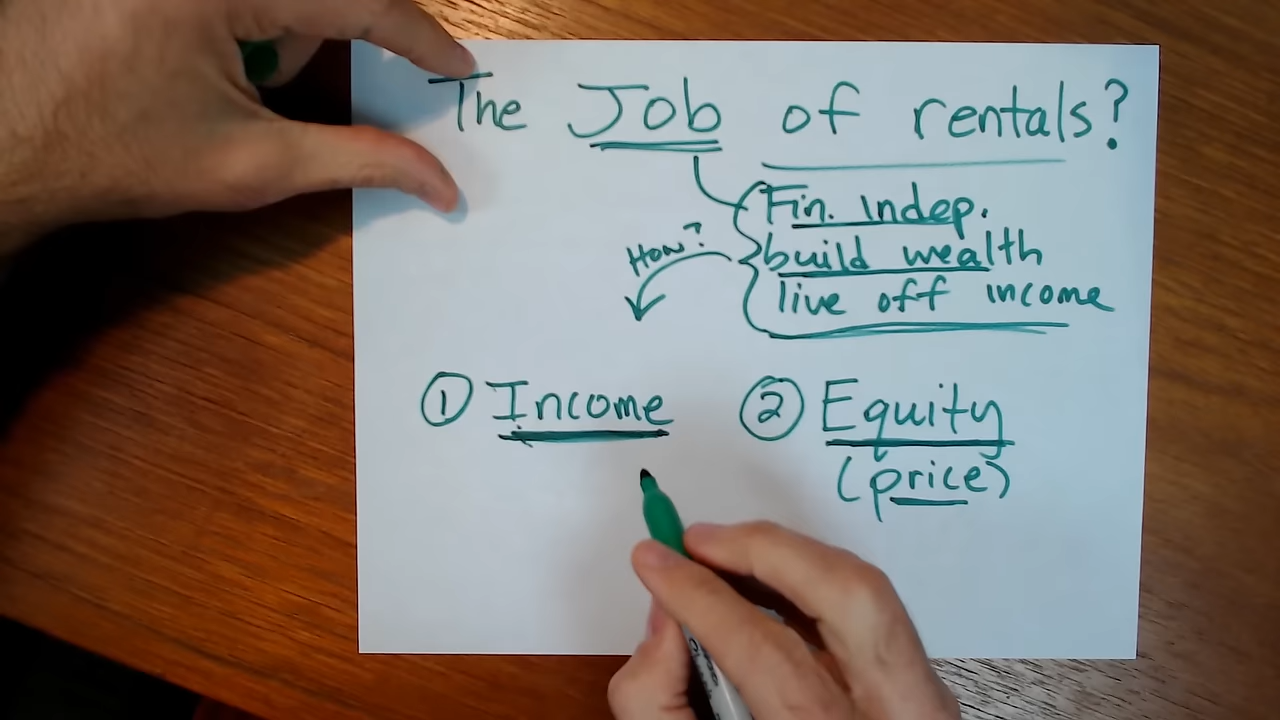 The Job of rentals?
Fin. Indep.
How?
build wealth
live off income
① Income
② Equity
(price)